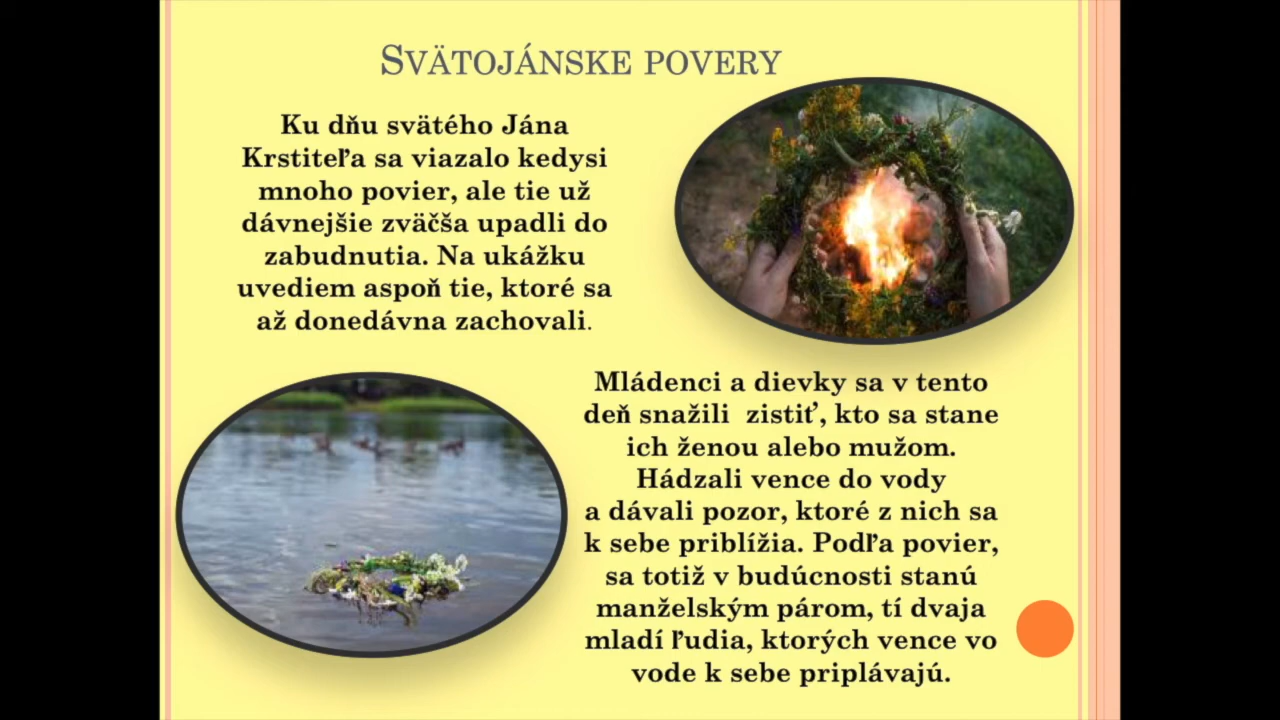 SVÄTOJÁNSKE POVERY
Ku dňu svätého Jána
Krstiteľa sa viazalo kedysi
mnoho povier, ale tie už
dávnejšie zväčša upadli do
zabudnutia. Na ukážku
uvediem aspoň tie, ktoré sa
až donedávna zachovali.
Mládenci a dievky sa v tento
deň snažili  zistiť, kto sa stane
ich ženou alebo mužom.
Hádzali vence do vody
a dávali pozor, ktoré z nich sa
k sebe priblížia. Podľa povier,
sa totiž v budúcnosti stanú
manželským párom, tí dvaja
mladí ľudia, ktorých vence vo
vode k sebe priplávajú.